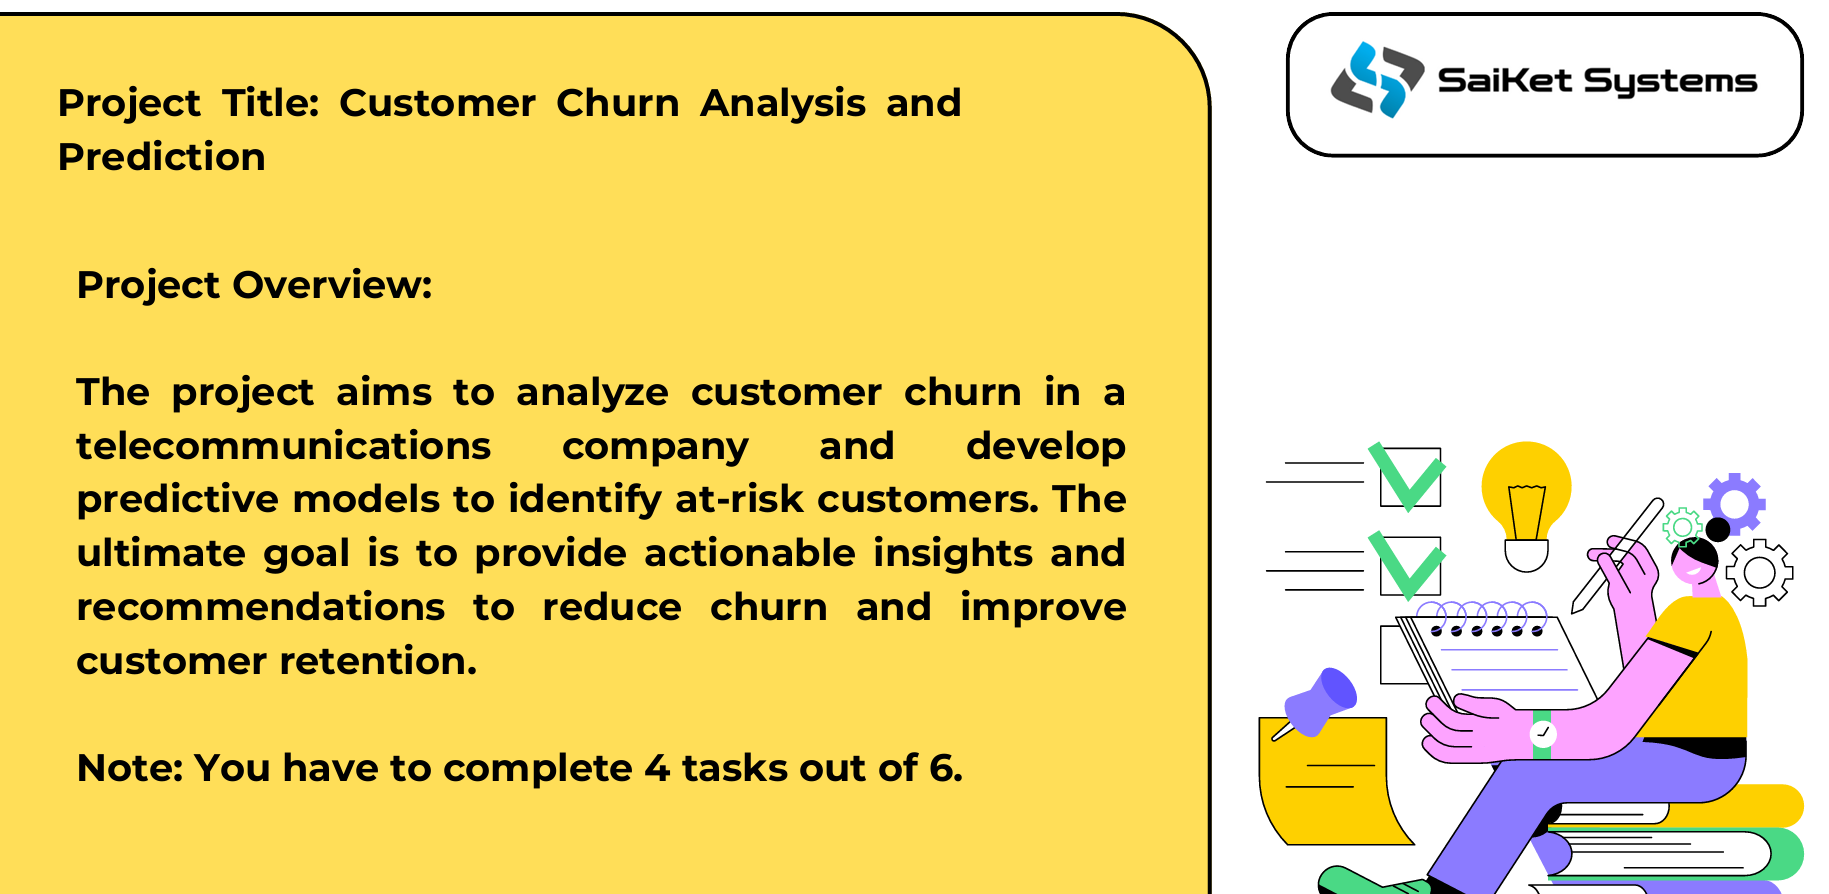 Project Title: Customer Churn Analysis and
Prediction
SaiKet Systems
Project Overview:
The project aims to analyze customer churn in a
telecommunications company and develop
predictive models to identify at-risk customers. The
ultimate goal is to provide actionable insights and
recommendations to reduce churn and improve
customer retention.
Note: You have to complete 4 tasks out of 6.